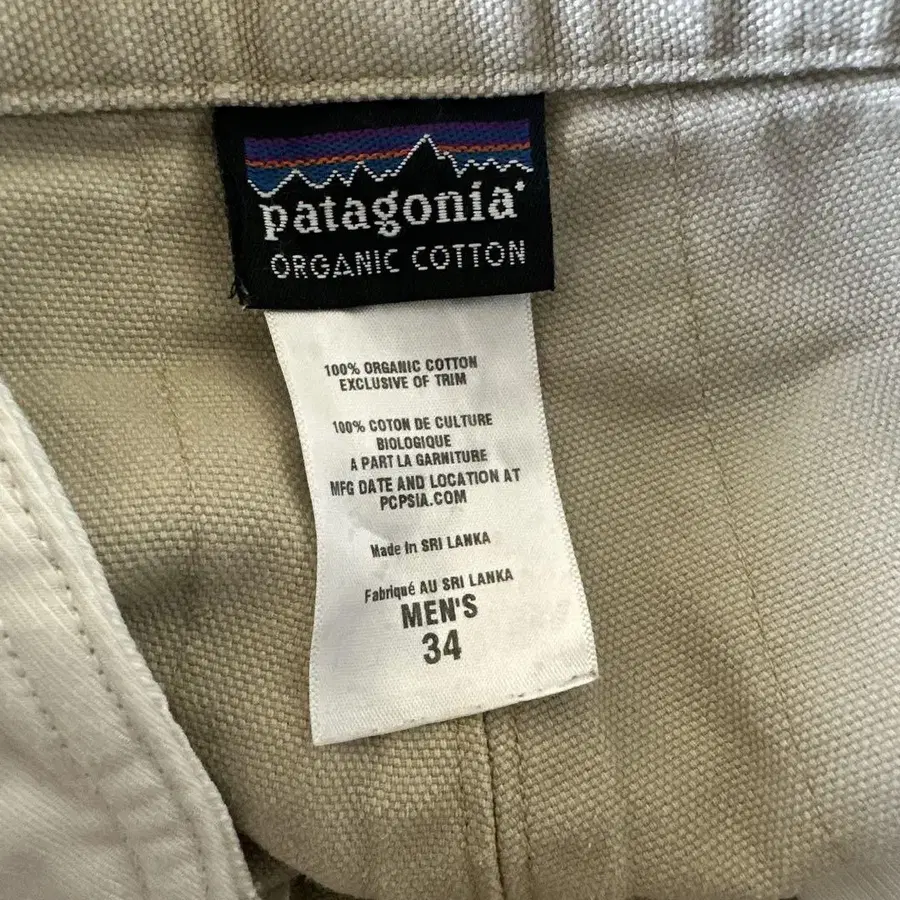 patagonia®
ORGANIC COTTON
100% ORGANIC COTTON
EXCLUSIVE OF TRIM
100% COTON DE CULTURE
BIOLOGIQUE
A PART LA GARNITURE
MFG DATE AND LOCATION AT
PCPSIA.COM
Made In SRI LANKA
Fabriqué AU SRI LANKA
MEN'S
34